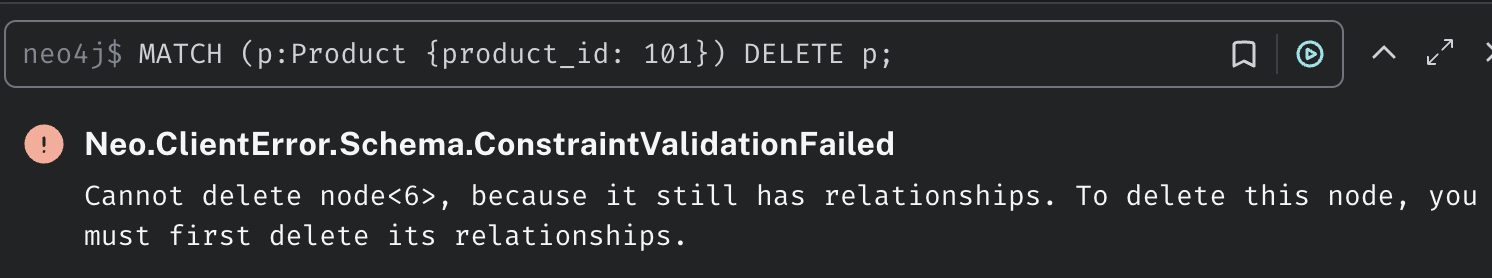 neo4j$ MATCH (p:Product {product_id: 101}) DELETE p;
! Neo.ClientError.Schema.ConstraintValidationFailed
Cannot delete node<6>, because it still has relationships. To delete this node, you
must first delete its relationships.